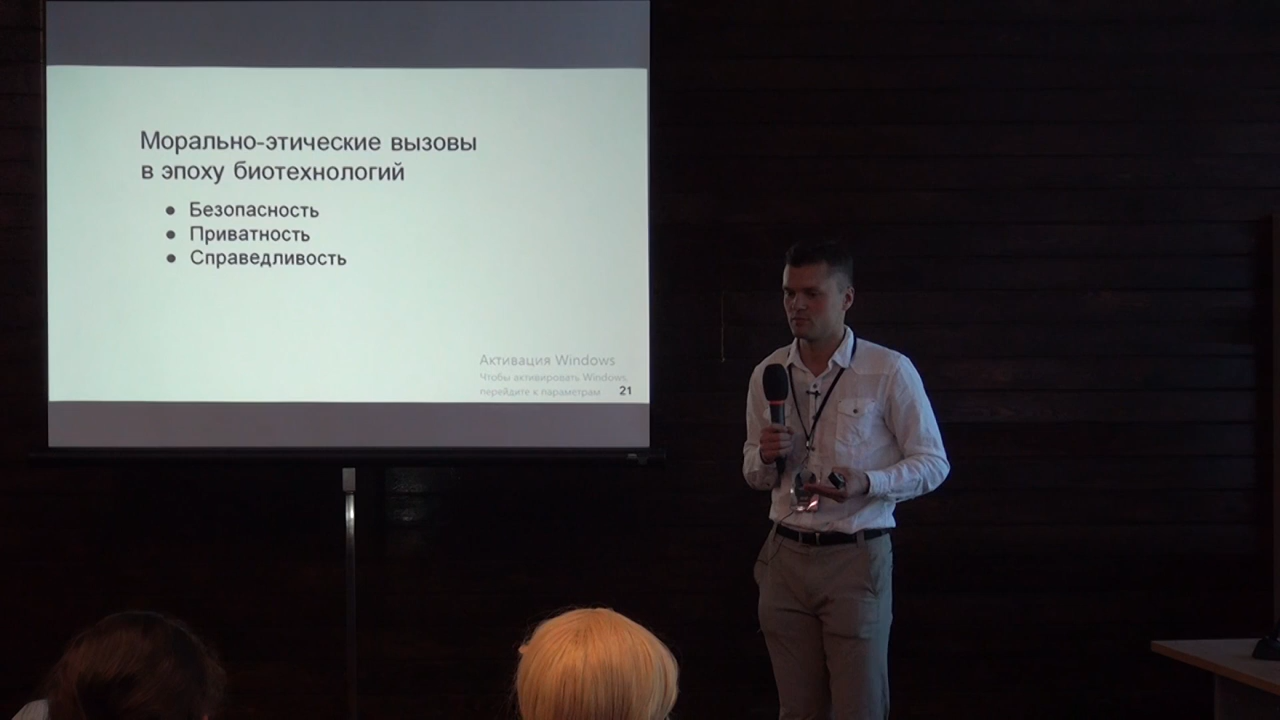 Морально-этические вызовы
в эпоху биотехнологий
● Безопасность
● Приватность
● Справедливость
Активация Windows
Чтобы активировать Windows,
перейдите к параметрам
21